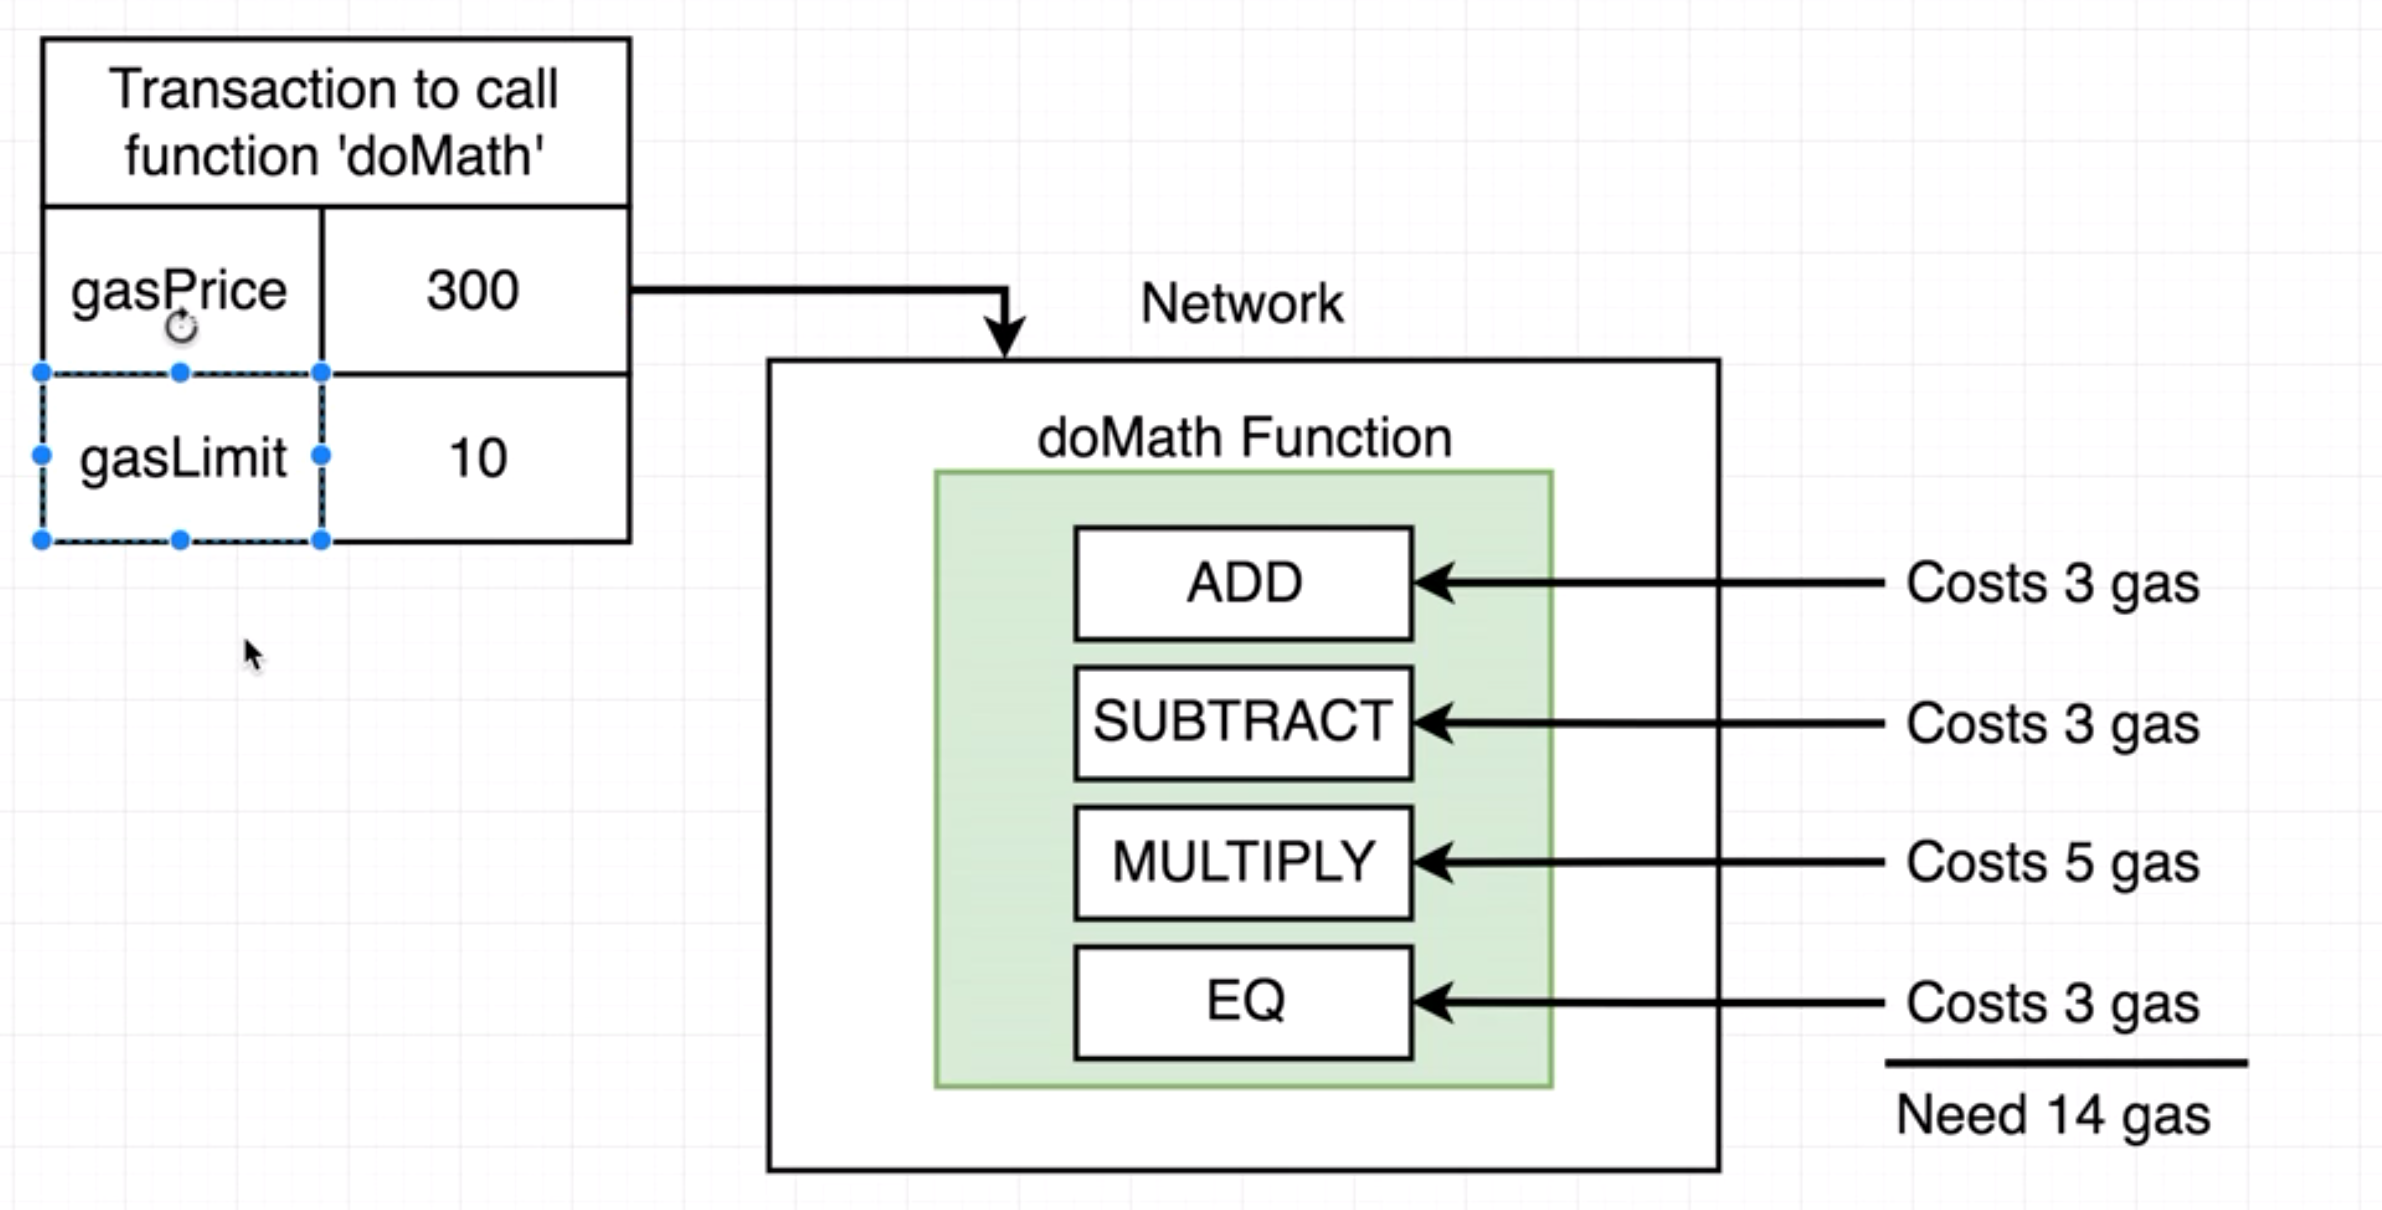 Transaction to call
function 'doMath'
gasPrice
300
gasLimit
10
Network
doMath Function
ADD
Costs 3 gas
SUBTRACT
Costs 3 gas
MULTIPLY
Costs 5 gas
EQ
Costs 3 gas
Need 14 gas